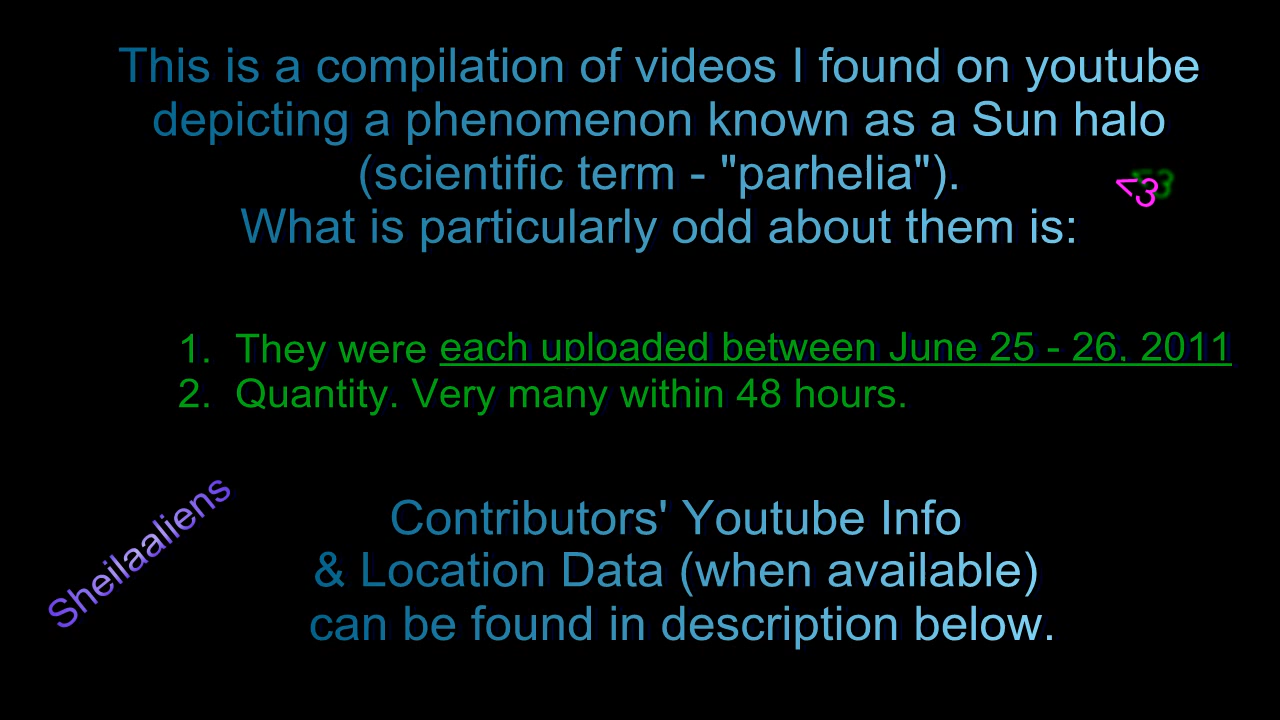 This is a compilation of videos I found on youtube
depicting a phenomenon known as a Sun halo
(scientific term - "parhelia").
<3
What is particularly odd about them is:
1. They were each uploaded between June 25 - 26, 2011
2. Quantity. Very many within 48 hours.
Sheilaaliens
Contributors' Youtube Info
& Location Data (when available)
can be found in description below.